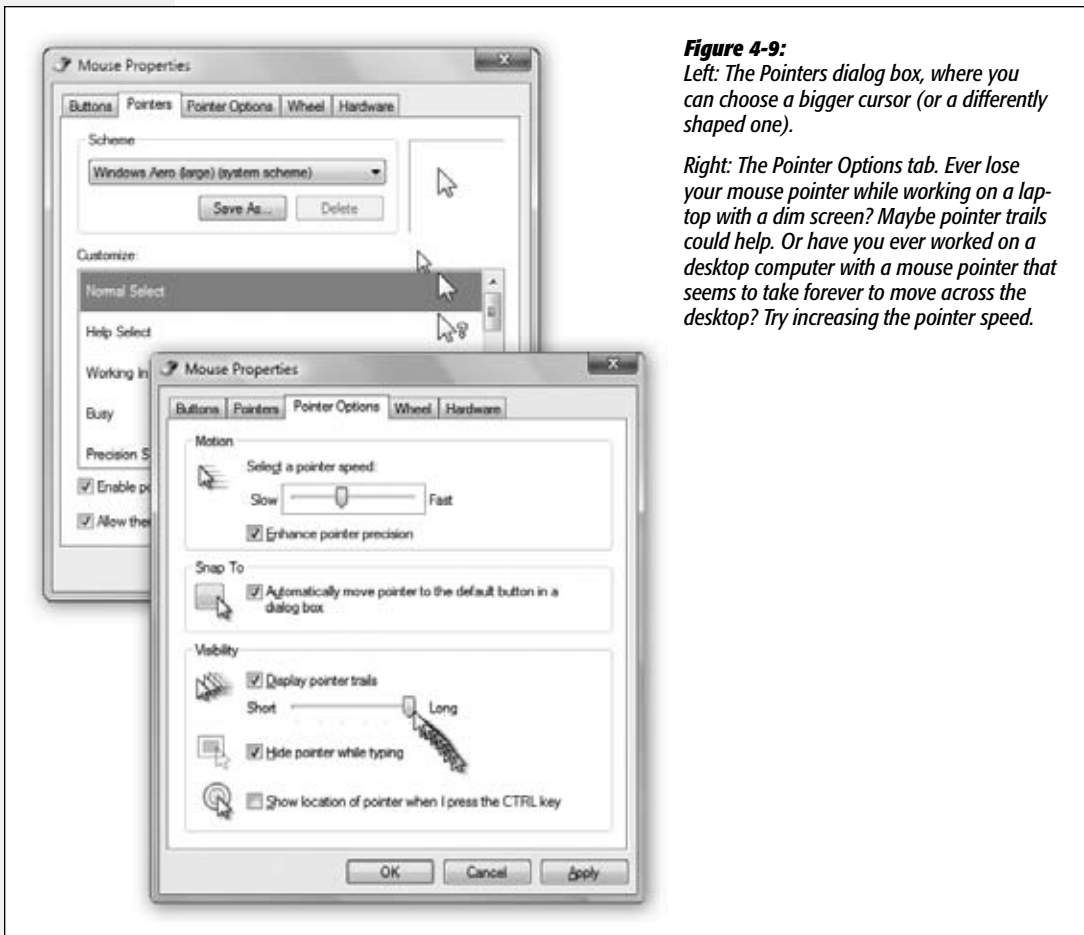 Mouse Properties
Buttons Pointers Pointer Options Wheel Hardware
Scheme
Windows Aero (large) (system scheme)
Save As... Delete
Customize:
Normal Select
Help Select
Working In
Busy
Precision S
Enable po
Allow ther
Mouse Properties
Buttons Pointers Pointer Options Wheel Hardware
Motion
Select a pointer speed:
Slow Fast
Enhance pointer precision
Snap To
Automatically move pointer to the default button in a
dialog box
Visibility
Display pointer trails
Short Long
Hide pointer while typing
Show location of pointer when I press the CTRL key
OK Cancel Apply
Figure 4-9:
Left: The Pointers dialog box, where you
can choose a bigger cursor (or a differently
shaped one).
Right: The Pointer Options tab. Ever lose
your mouse pointer while working on a lap-
top with a dim screen? Maybe pointer trails
could help. Or have you ever worked on a
desktop computer with a mouse pointer that
seems to take forever to move across the
desktop? Try increasing the pointer speed.